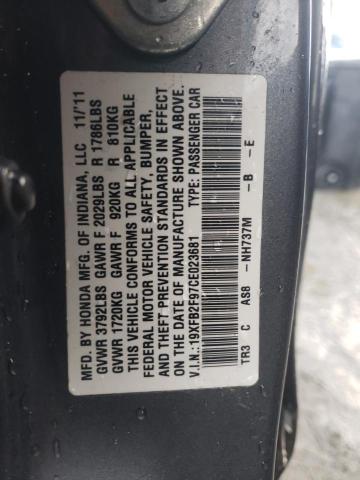 MFD. BY HONDA MFG. OF INDIANA, LLC 11/11
GVWR 3792LBS GAWR F 2029LBS R 1786LBS
GVWR 1720KG GAWR F 920KG R 810KG
THIS VEHICLE CONFORMS TO ALL APPLICABLE
FEDERAL MOTOR VEHICLE SAFETY, BUMPER,
AND THEFT PREVENTION STANDARDS IN EFFECT
ON THE DATE OF MANUFACTURE SHOWN ABOVE.
V.I.N.:19XFB2F97CE023681 TYPE: PASSENGER CAR
TR3 C AS8 -NH737M -B -E